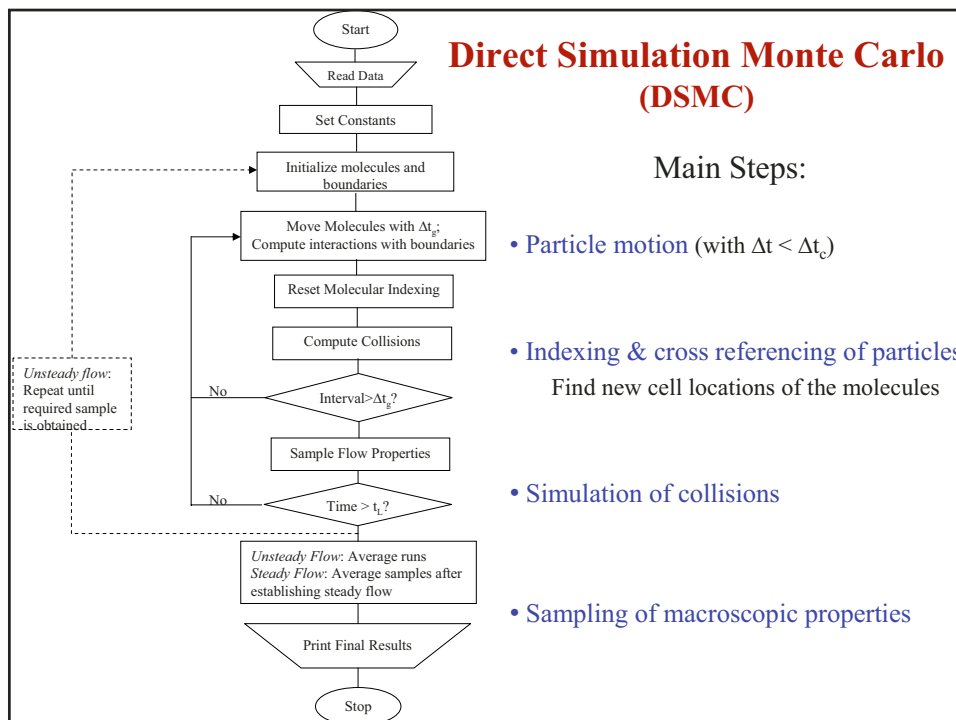 Start
Read Data
Set Constants
Initialize molecules and
boundaries
Move Molecules with Δt_g;
Compute interactions with boundaries
Reset Molecular Indexing
Compute Collisions
No
Interval>Δt_g?
Sample Flow Properties
No
Time > t_L?
Unsteady flow:
Repeat until
required sample
is obtained
Unsteady Flow: Average runs
Steady Flow: Average samples after
establishing steady flow
Print Final Results
Stop
Direct Simulation Monte Carlo
(DSMC)
Main Steps:
• Particle motion (with Δt < Δt_c)
• Indexing & cross referencing of particles
Find new cell locations of the molecules
• Simulation of collisions
• Sampling of macroscopic properties